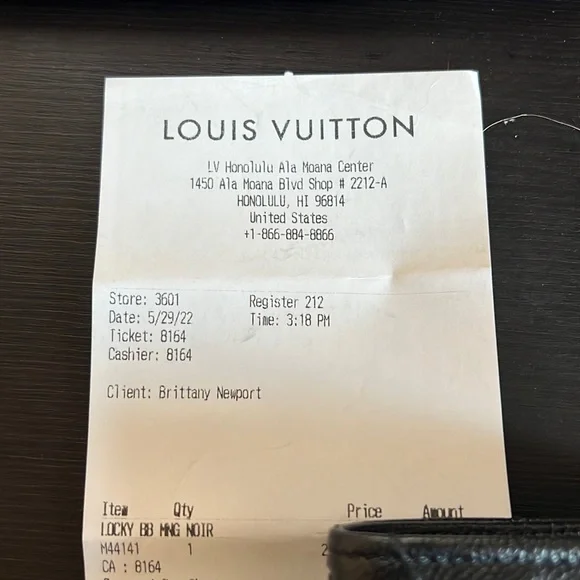 LOUIS VUITTON
LV Honolulu Ala Moana Center
1450 Ala Moana Blvd Shop # 2212-A
HONOLULU, HI 96814
United States
+1-866-884-8866
Store: 3601 Register 212
Date: 5/29/22 Time: 3:18 PM
Ticket: 8164
Cashier: 8164
Client: Brittany Newport
Item Qty Price Amount
LOCKY BB MNG NOIR
M44141 1 2
CA : 8164